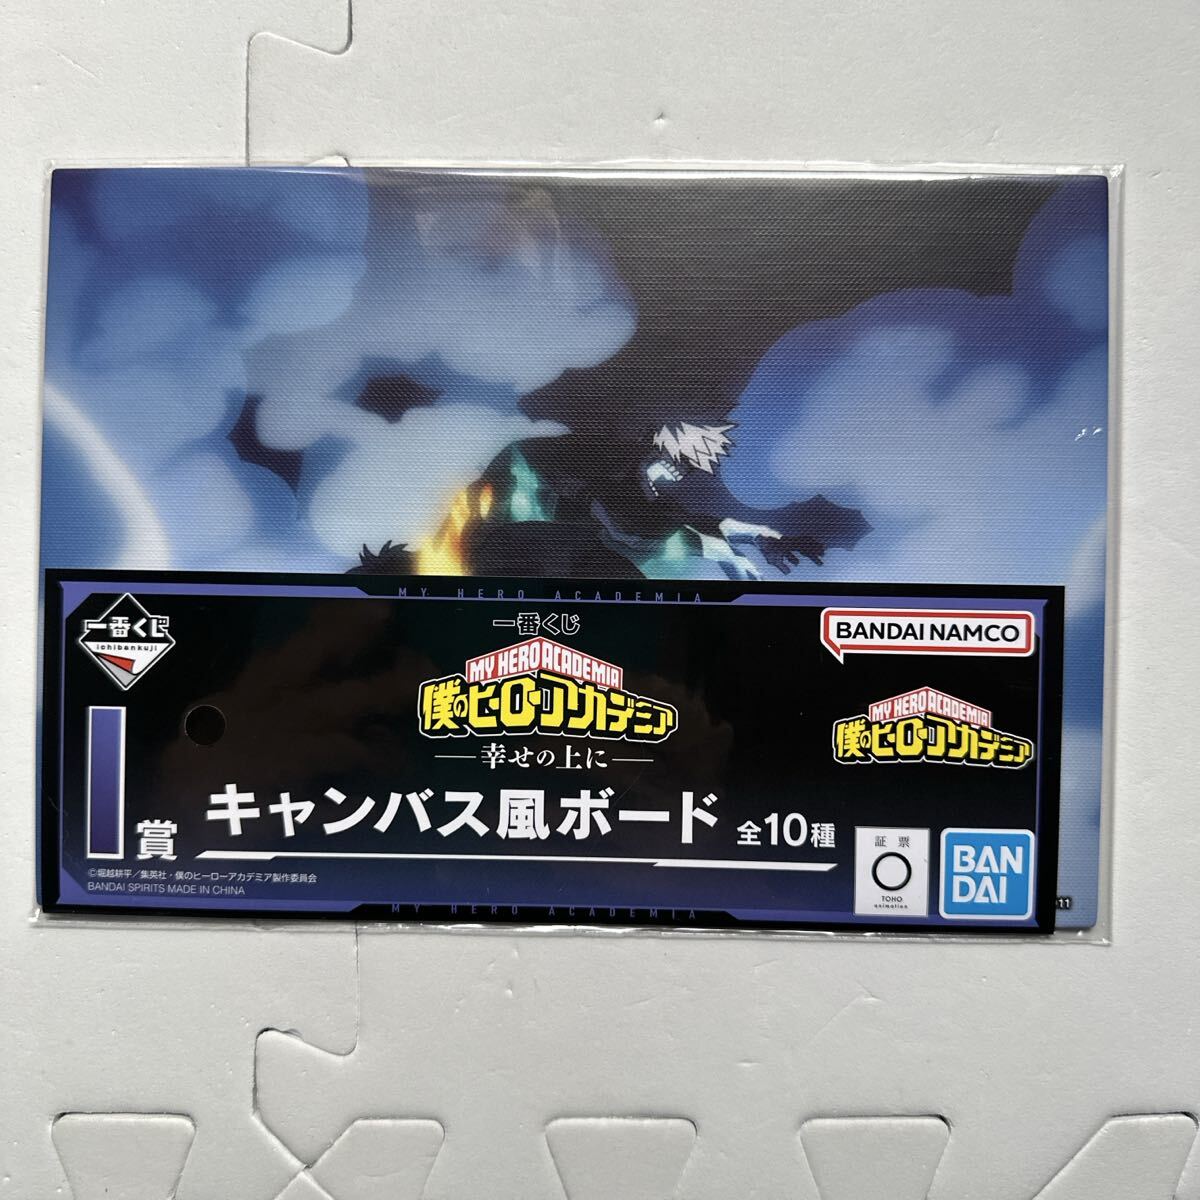 MY HERO ACADEMIA
一番くじ
ichibankuji
一番くじ
MY HERO ACADEMIA
僕のヒーローアカデミア
幸せの上に
BANDAI NAMCO
MY HERO ACADEMIA
僕のヒーローアカデミア
I賞
キャンバス風ボード 全10種
©堀越耕平／集英社・僕のヒーローアカデミア製作委員会
BANDAI SPIRITS MADE IN CHINA
証票
TOHO
animation
BAN
DAI
MY HERO ACADEMIA